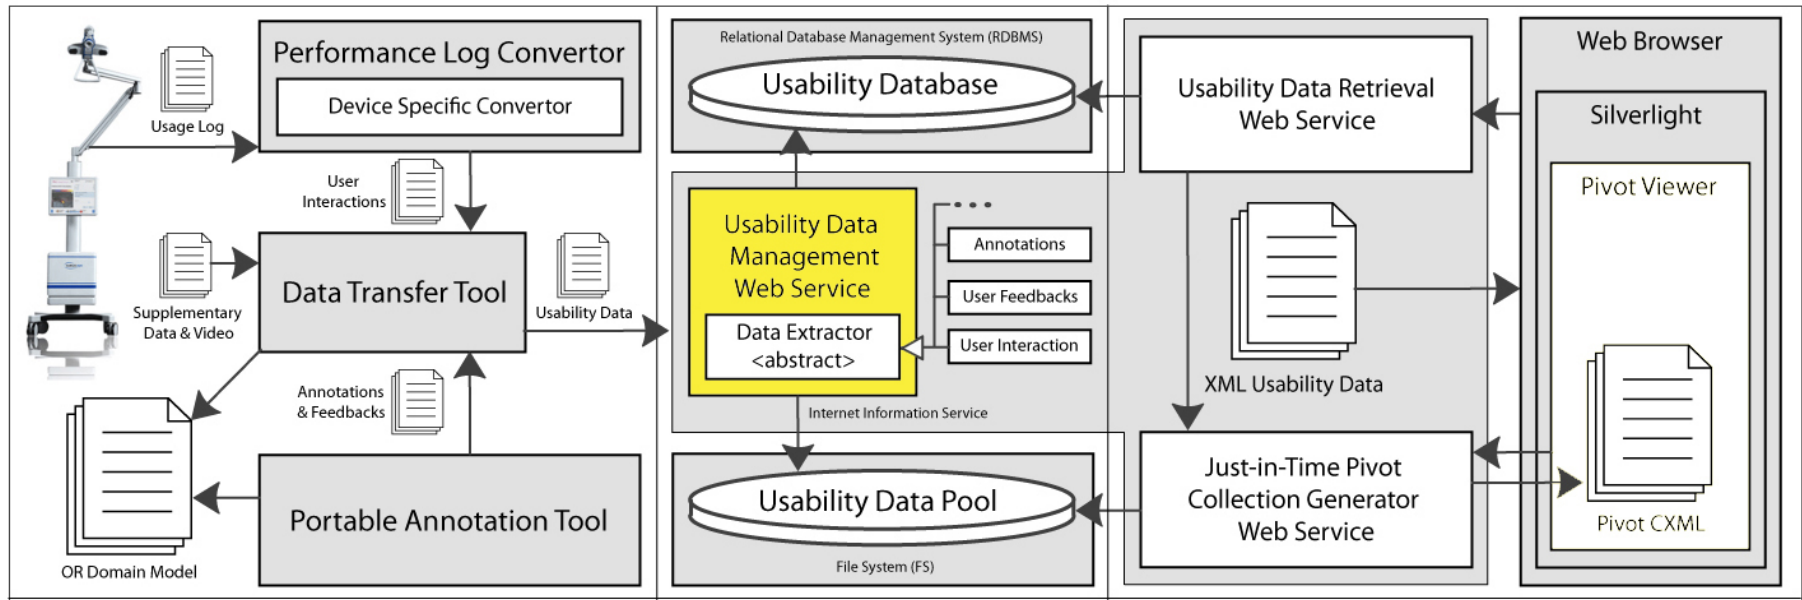 Performance Log Convertor
Device Specific Convertor
Usage Log
User
Interactions
Data Transfer Tool
Supplementary
Data & Video
Usability Data
Annotations
& Feedbacks
Portable Annotation Tool
OR Domain Model
Relational Database Management System (RDBMS)
Usability Database
Usability Data
Management
Web Service
Data Extractor
<abstract>
Annotations
User Feedbacks
User Interaction
Internet Information Service
Usability Data Pool
File System (FS)
Usability Data Retrieval
Web Service
XML Usability Data
Just-in-Time Pivot
Collection Generator
Web Service
Web Browser
Silverlight
Pivot Viewer
Pivot CXML